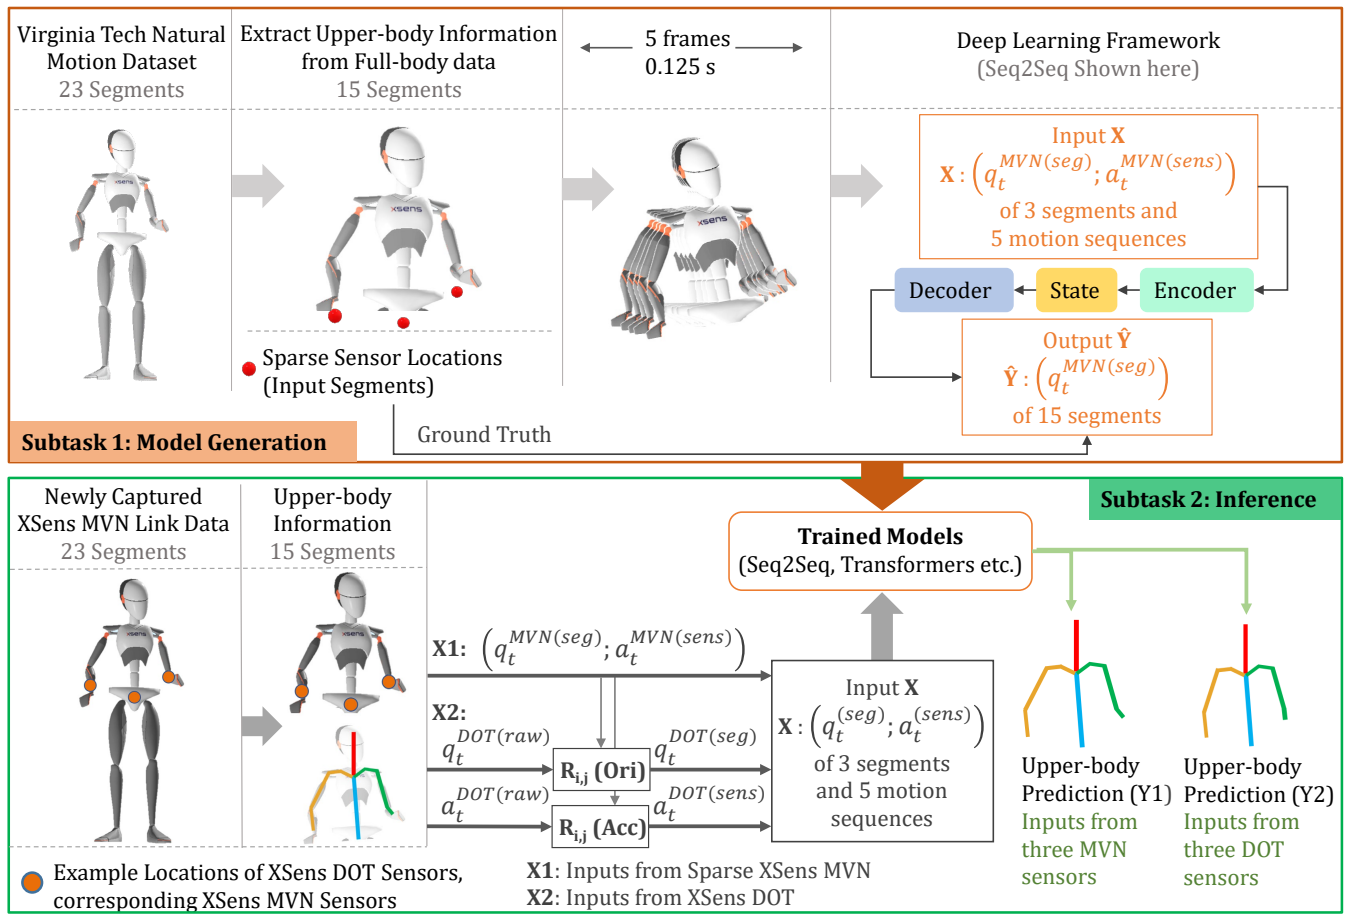 Virginia Tech Natural
Motion Dataset
23 Segments
Extract Upper-body Information
from Full-body data
15 Segments
5 frames
0.125 s
Deep Learning Framework
(Seq2Seq Shown here)
xsens
xsens
xsens
Input X
X : (q_t^{MVN(seg)}; a_t^{MVN(sens)})
of 3 segments and
5 motion sequences
Decoder
State
Encoder
Output Ŷ
Ŷ : (q_t^{MVN(seg)})
of 15 segments
Sparse Sensor Locations
(Input Segments)
Ground Truth
Subtask 1: Model Generation
Subtask 2: Inference
Newly Captured
XSens MVN Link Data
23 Segments
Upper-body
Information
15 Segments
Trained Models
(Seq2Seq, Transformers etc.)
xsens
xsens
X1: (q_t^{MVN(seg)}; a_t^{MVN(sens)})
X2:
q_t^{DOT(raw)}
R_{i,j} (Ori)
q_t^{DOT(seg)}
a_t^{DOT(raw)}
R_{i,j} (Acc)
a_t^{DOT(sens)}
Input X
X : (q_t^{(seg)}; a_t^{(sens)})
of 3 segments
and 5 motion
sequences
Upper-body
Prediction (Y1)
Inputs from
three MVN
sensors
Upper-body
Prediction (Y2)
Inputs from
three DOT
sensors
Example Locations of XSens DOT Sensors,
corresponding XSens MVN Sensors
X1: Inputs from Sparse XSens MVN
X2: Inputs from XSens DOT